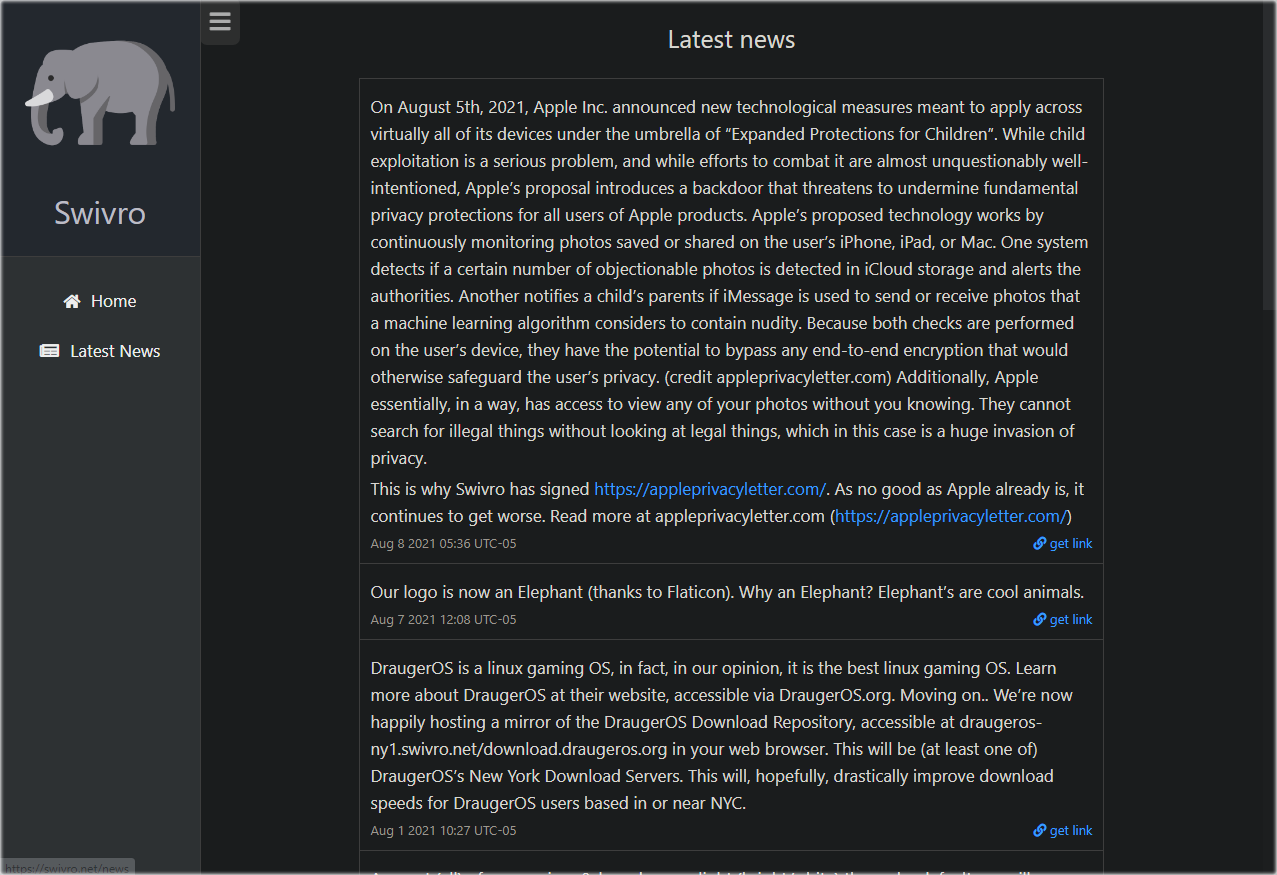 Latest news
Swivro
Home
Latest News
On August 5th, 2021, Apple Inc. announced new technological measures meant to apply across
virtually all of its devices under the umbrella of “Expanded Protections for Children”. While child
exploitation is a serious problem, and while efforts to combat it are almost unquestionably well-
intentioned, Apple’s proposal introduces a backdoor that threatens to undermine fundamental
privacy protections for all users of Apple products. Apple’s proposed technology works by
continuously monitoring photos saved or shared on the user’s iPhone, iPad, or Mac. One system
detects if a certain number of objectionable photos is detected in iCloud storage and alerts the
authorities. Another notifies a child’s parents if iMessage is used to send or receive photos that
a machine learning algorithm considers to contain nudity. Because both checks are performed
on the user’s device, they have the potential to bypass any end-to-end encryption that would
otherwise safeguard the user’s privacy. (credit appleprivacyletter.com) Additionally, Apple
essentially, in a way, has access to view any of your photos without you knowing. They cannot
search for illegal things without looking at legal things, which in this case is a huge invasion of
privacy.
This is why Swivro has signed https://appleprivacyletter.com/. As no good as Apple already is, it
continues to get worse. Read more at appleprivacyletter.com (https://appleprivacyletter.com/)
Aug 8 2021 05:36 UTC-05 get link
Our logo is now an Elephant (thanks to Flaticon). Why an Elephant? Elephant’s are cool animals.
Aug 7 2021 12:08 UTC-05 get link
DraugerOS is a linux gaming OS, in fact, in our opinion, it is the best linux gaming OS. Learn
more about DraugerOS at their website, accessible via DraugerOS.org. Moving on.. We’re now
happily hosting a mirror of the DraugerOS Download Repository, accessible at draugeros-
ny1.swivro.net/download.draugeros.org in your web browser. This will be (at least one of)
DraugerOS’s New York Download Servers. This will, hopefully, drastically improve download
speeds for DraugerOS users based in or near NYC.
Aug 1 2021 10:27 UTC-05 get link
https://swivro.net/news